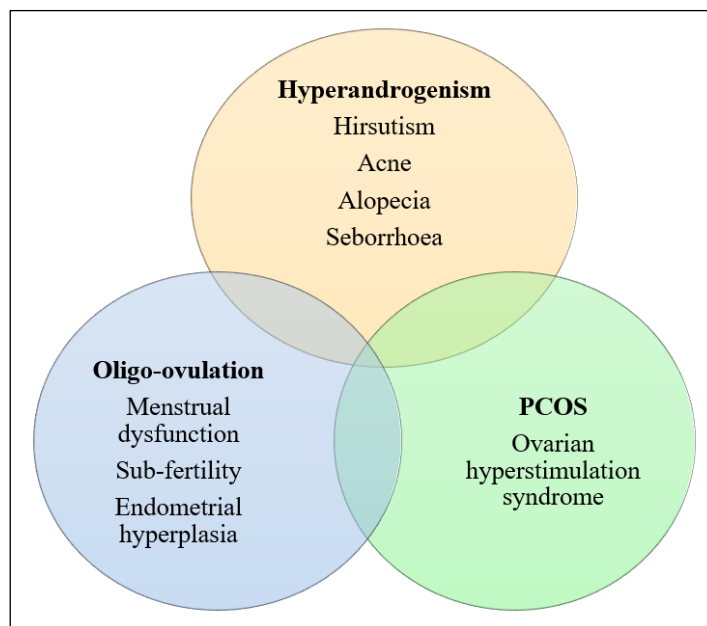 Hyperandrogenism
Hirsutism
Acne
Alopecia
Seborrhoea
Oligo-ovulation
Menstrual
dysfunction
Sub-fertility
Endometrial
hyperplasia
PCOS
Ovarian
hyperstimulation
syndrome